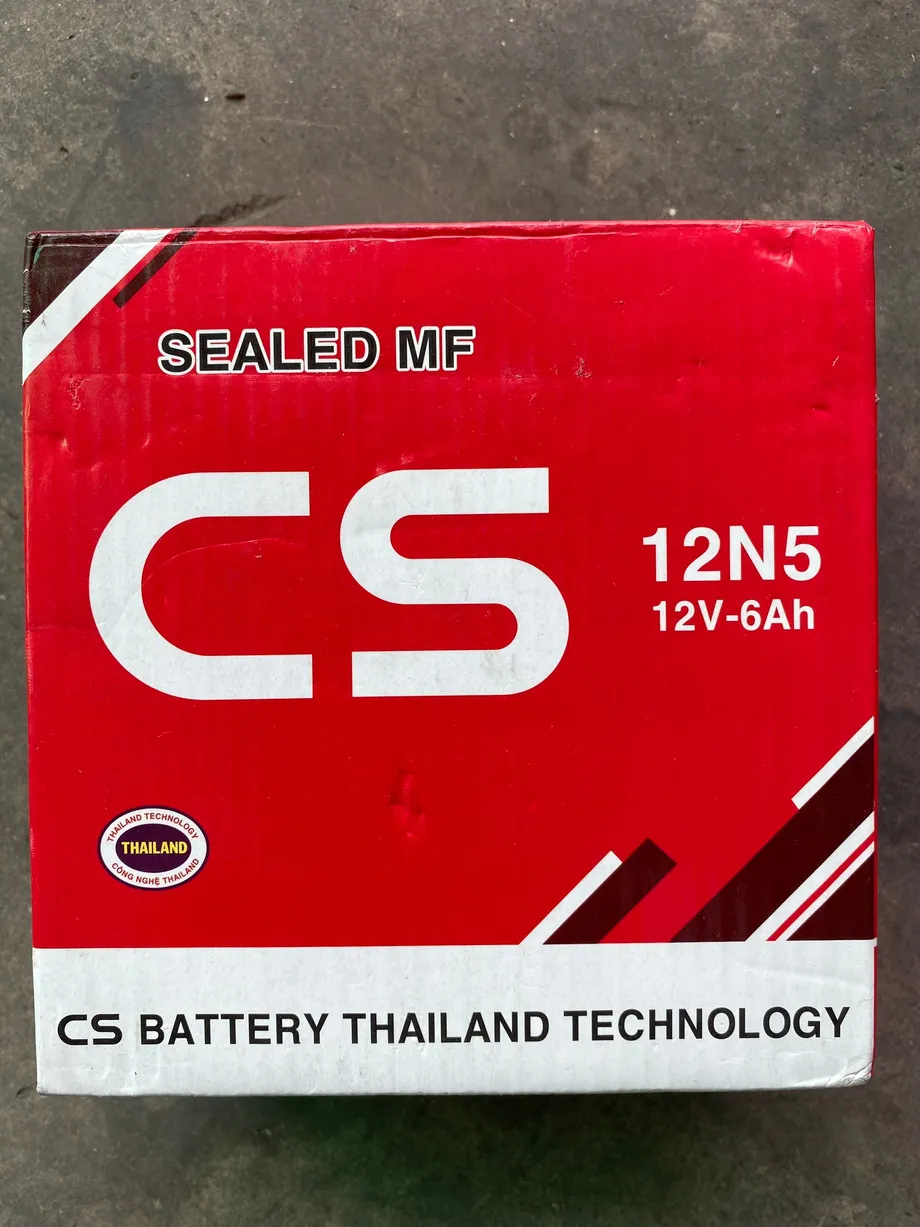 SEALED MF
CS
12N5
12V-6Ah
THAILAND TECHNOLOGY
THAILAND
CÔNG NGHỆ THAILAND
CS BATTERY THAILAND TECHNOLOGY